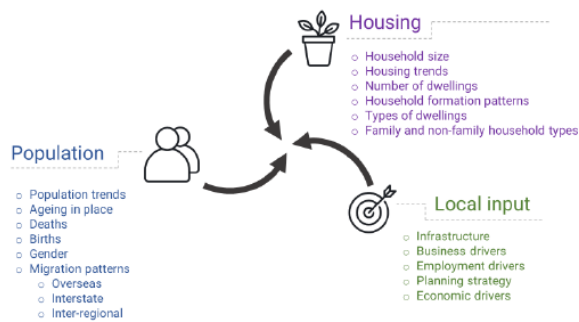 Housing
Household size
Housing trends
Number of dwellings
Household formation patterns
Types of dwellings
Family and non-family household types
Population
Population trends
Ageing in place
Deaths
Births
Gender
Migration patterns
Overseas
Interstate
Inter-regional
Local input
Infrastructure
Business drivers
Employment drivers
Planning strategy
Economic drivers